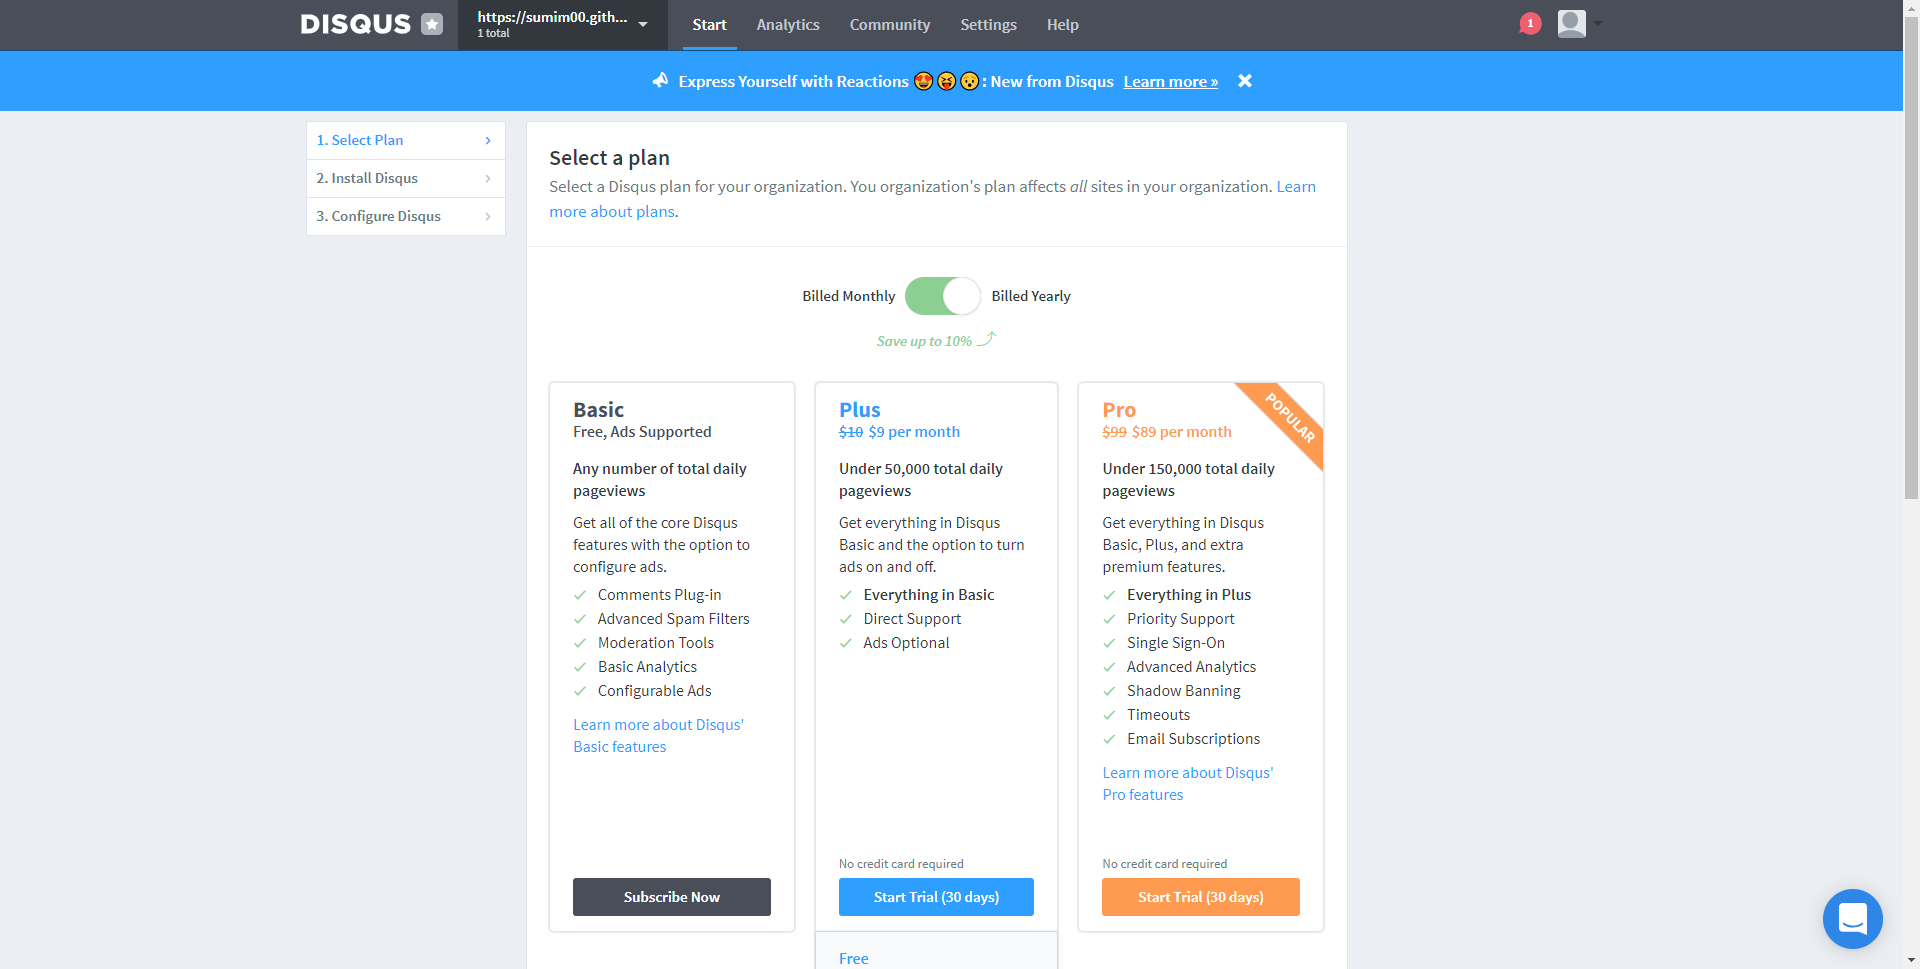 DISQUS
https://sumim00.gith...
1 total
Start
Analytics
Community
Settings
Help
1
Express Yourself with Reactions 😍😝😯: New from Disqus Learn more »
1. Select Plan
2. Install Disqus
3. Configure Disqus
Select a plan
Select a Disqus plan for your organization. You organization's plan affects all sites in your organization. Learn
more about plans.
Billed Monthly
Billed Yearly
Save up to 10%
Basic
Free, Ads Supported
Any number of total daily
pageviews
Get all of the core Disqus
features with the option to
configure ads.
Comments Plug-in
Advanced Spam Filters
Moderation Tools
Basic Analytics
Configurable Ads
Learn more about Disqus'
Basic features
Subscribe Now
Plus
$10 $9 per month
Under 50,000 total daily
pageviews
Get everything in Disqus
Basic and the option to turn
ads on and off.
Everything in Basic
Direct Support
Ads Optional
No credit card required
Start Trial (30 days)
Free
POPULAR
Pro
$99 $89 per month
Under 150,000 total daily
pageviews
Get everything in Disqus
Basic, Plus, and extra
premium features.
Everything in Plus
Priority Support
Single Sign-On
Advanced Analytics
Shadow Banning
Timeouts
Email Subscriptions
Learn more about Disqus'
Pro features
No credit card required
Start Trial (30 days)